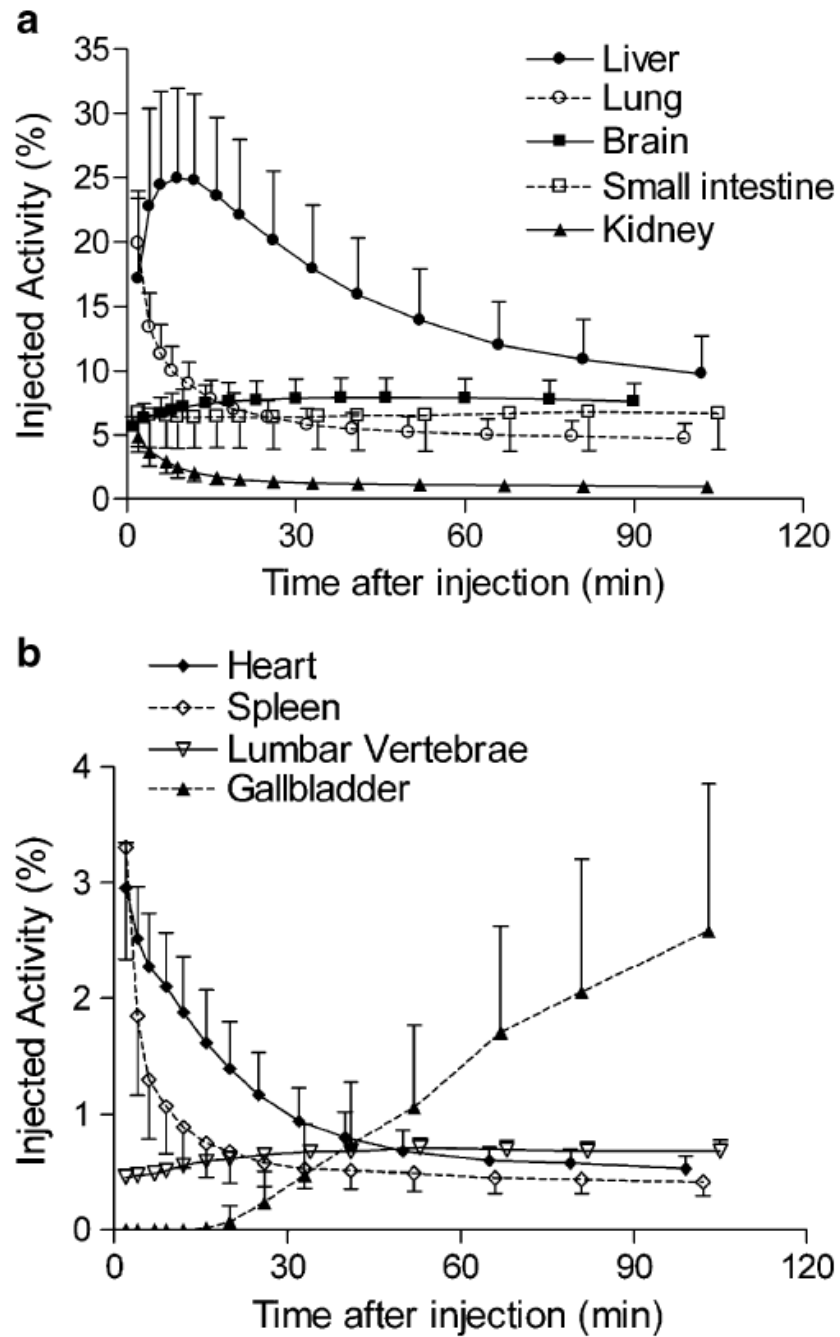 a
35
30
25
20
15
10
5
0
Injected Activity (%)
Liver
Lung
Brain
Small intestine
Kidney
0 30 60 90 120
Time after injection (min)
b
Heart
Spleen
Lumbar Vertebrae
Gallbladder
4
3
2
1
0
Injected Activity (%)
0 30 60 90 120
Time after injection (min)